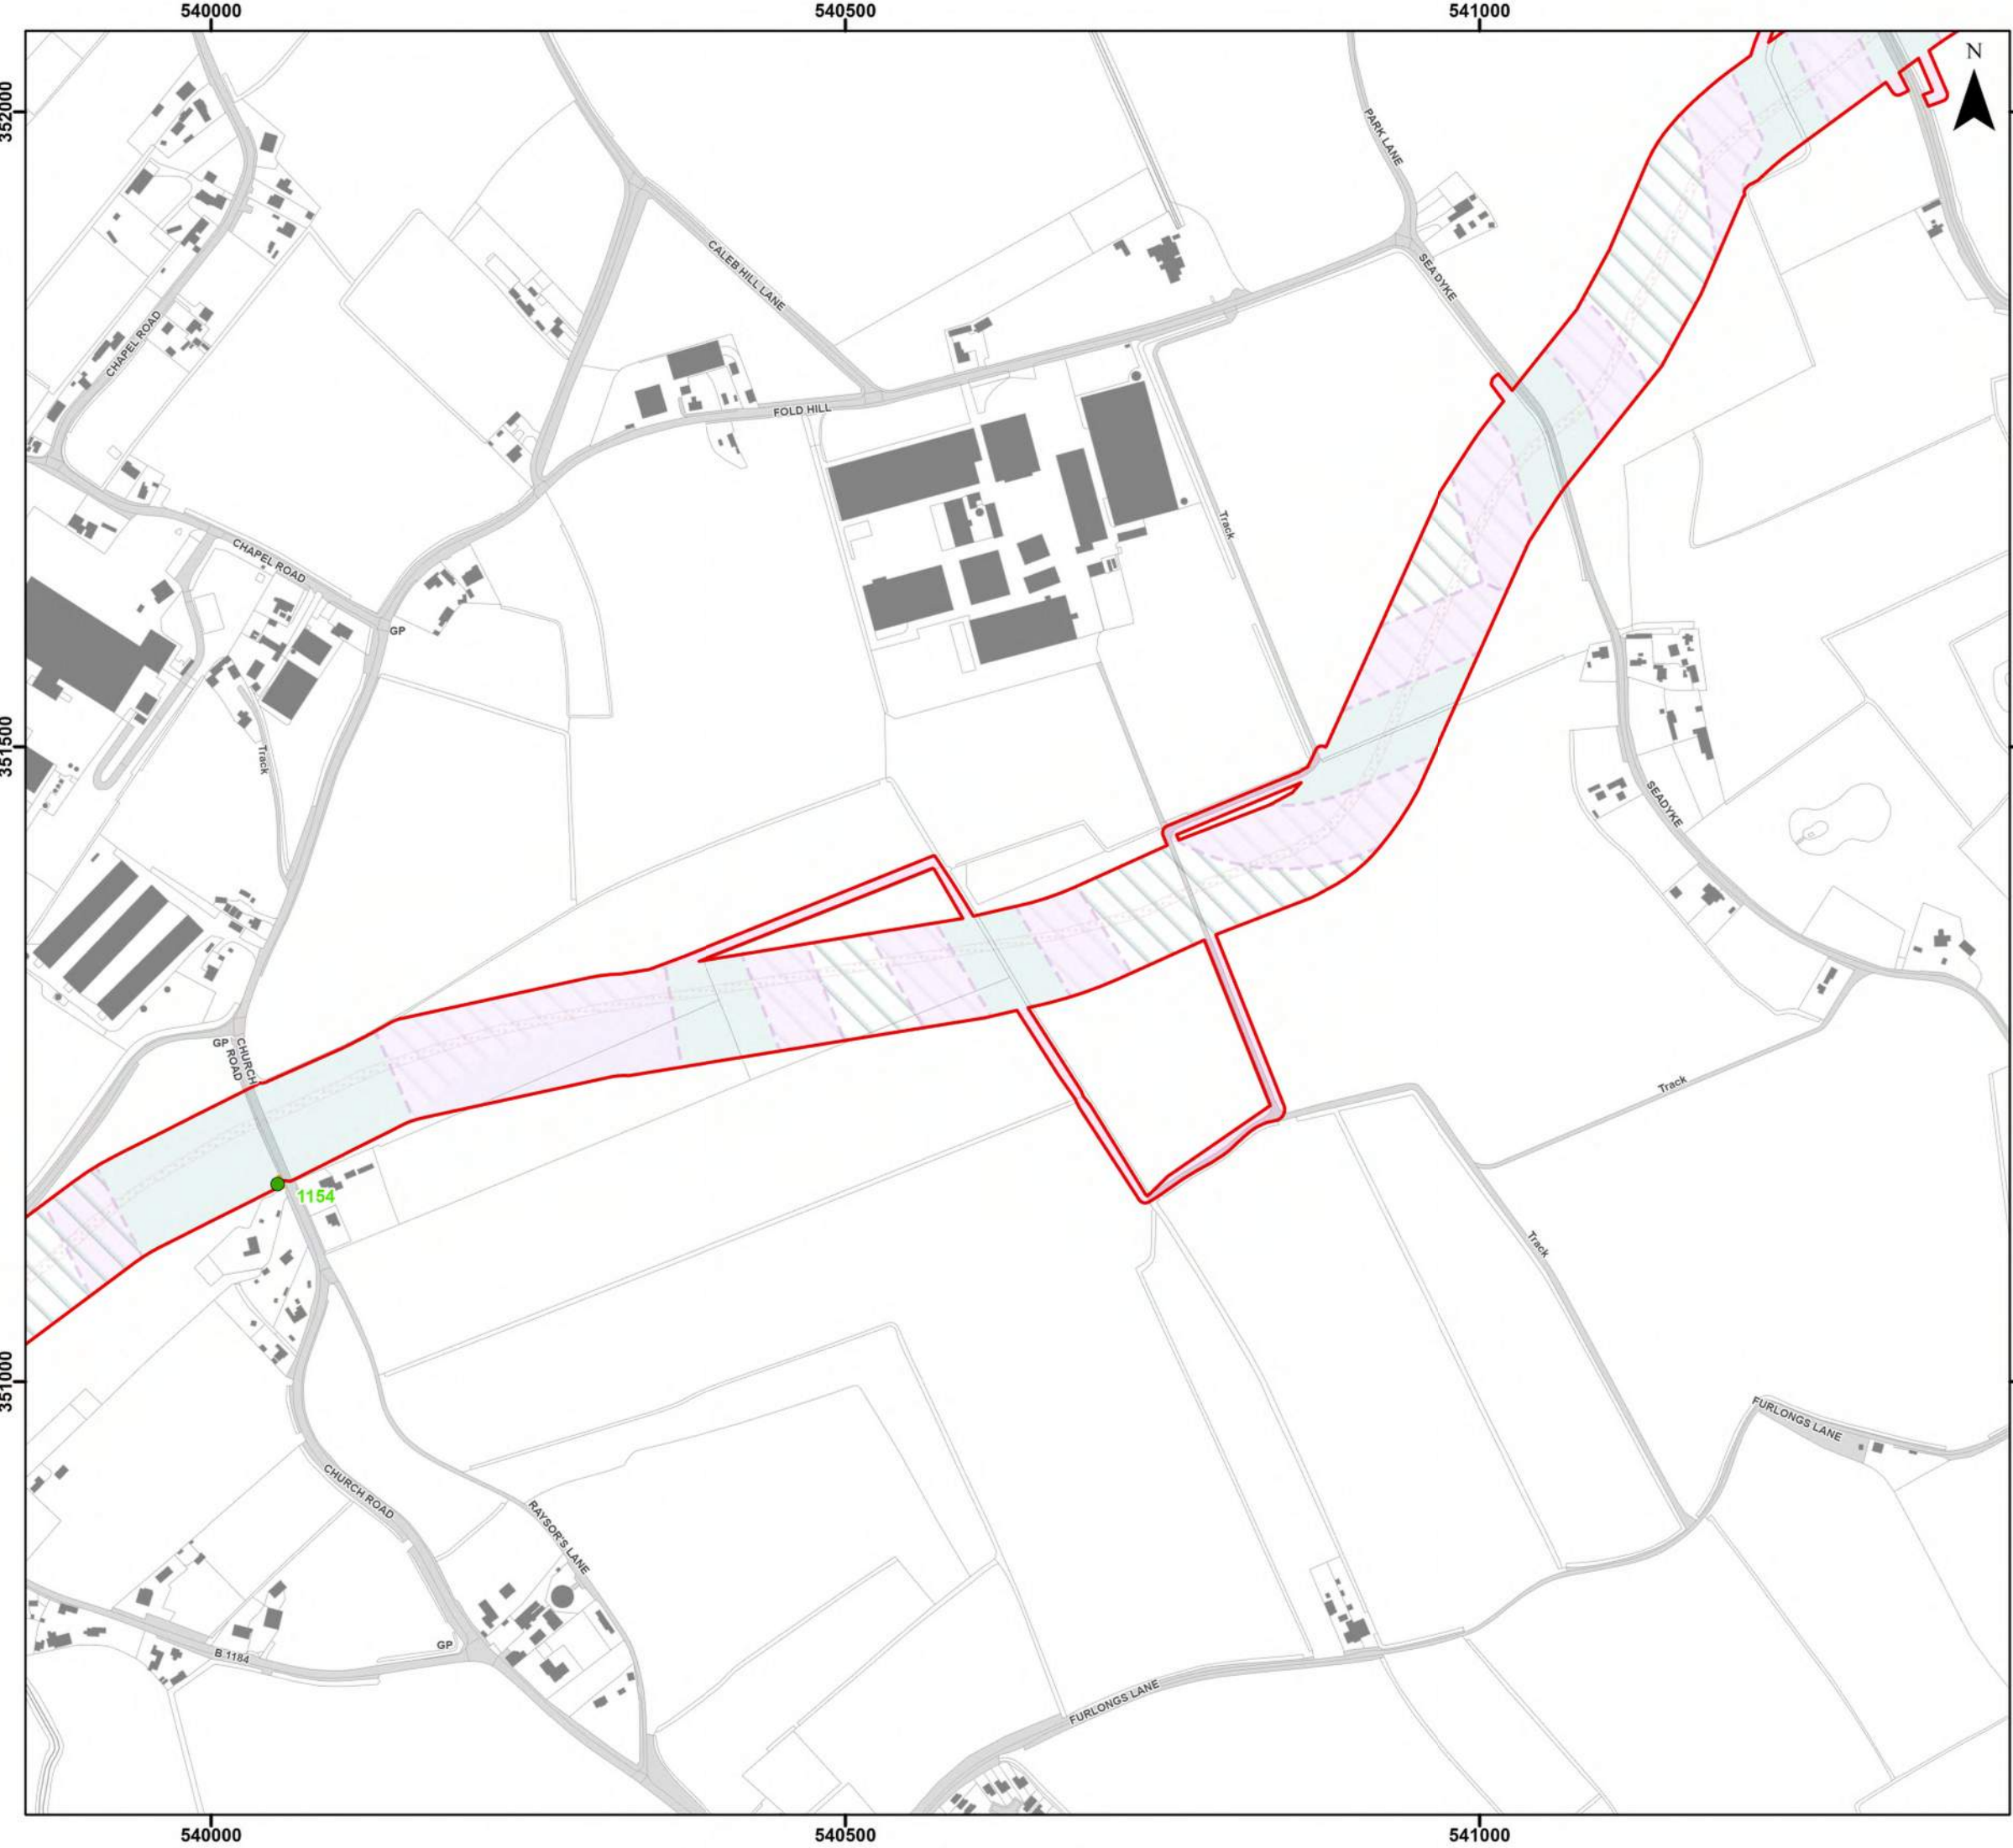 540000
540500
541000
N
352000
PARK LANE
CALEB HILL LANE
SEA DYKE
CHAPEL ROAD
FOLD HILL
Track
CHAPEL ROAD
GP
351500
Track
SEADYKE
GP
CHURCH
ROAD
Track
1154
Track
351000
FURLONGS LANE
CHURCH ROAD
RAYSOR'S LANE
GP
B 1184
FURLONGS LANE
540000
540500
541000